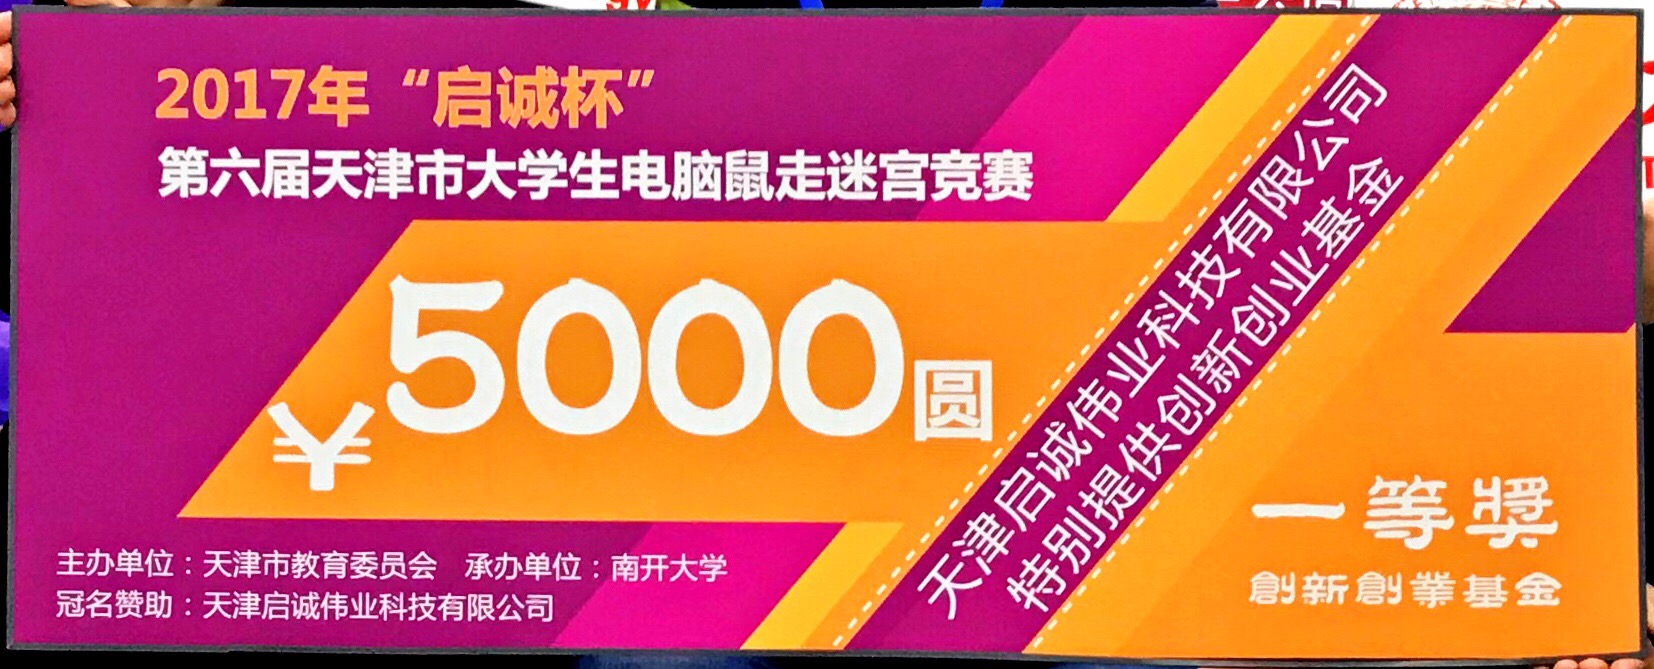 2017年“启诚杯”
第六届天津市大学生电脑鼠走迷宫竞赛
¥5000圆
天津启诚伟业科技有限公司
特别提供创新创业基金
一等獎
創新創業基金
主办单位：天津市教育委员会 承办单位：南开大学
冠名赞助：天津启诚伟业科技有限公司